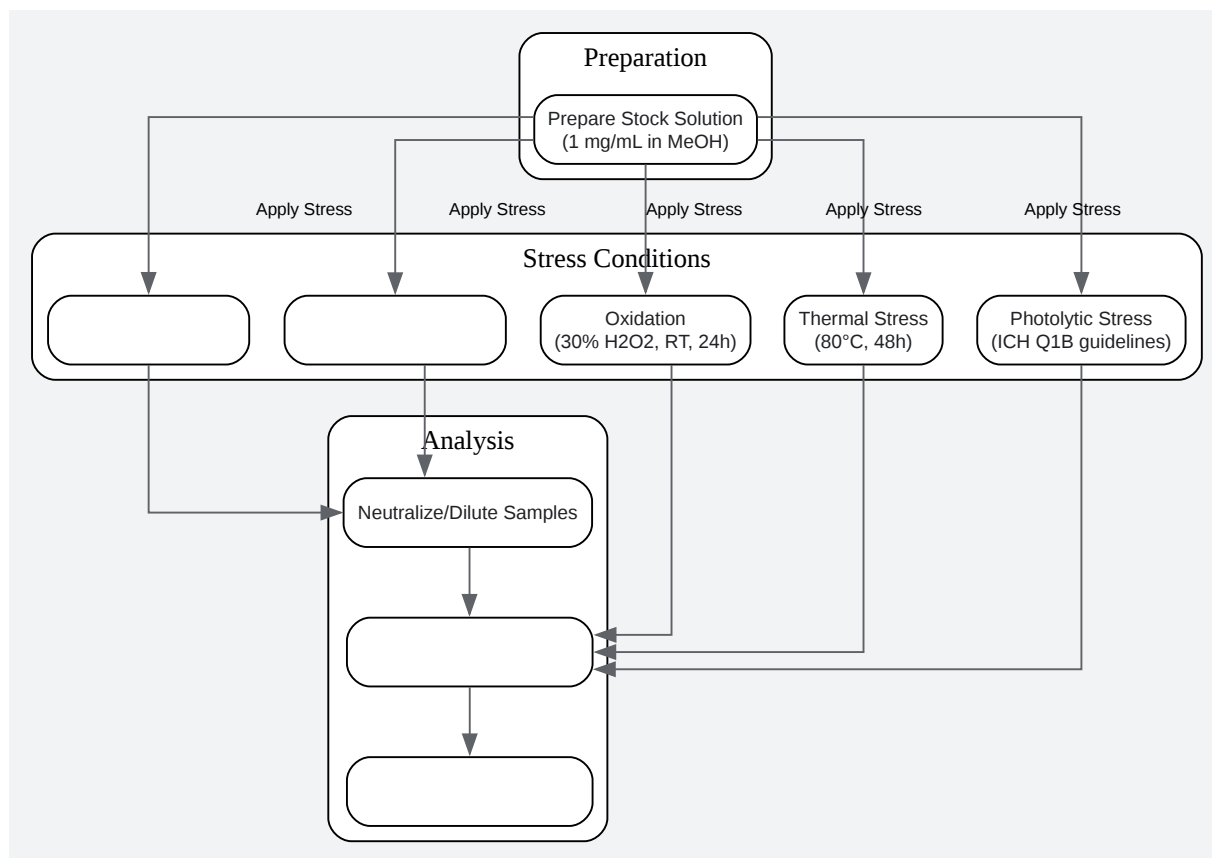 Preparation
Prepare Stock Solution
(1 mg/mL in MeOH)
Apply Stress
Apply Stress
Apply Stress
Apply Stress
Apply Stress
Stress Conditions
Oxidation
(30% H2O2, RT, 24h)
Thermal Stress
(80°C, 48h)
Photolytic Stress
(ICH Q1B guidelines)
Analysis
Neutralize/Dilute Samples